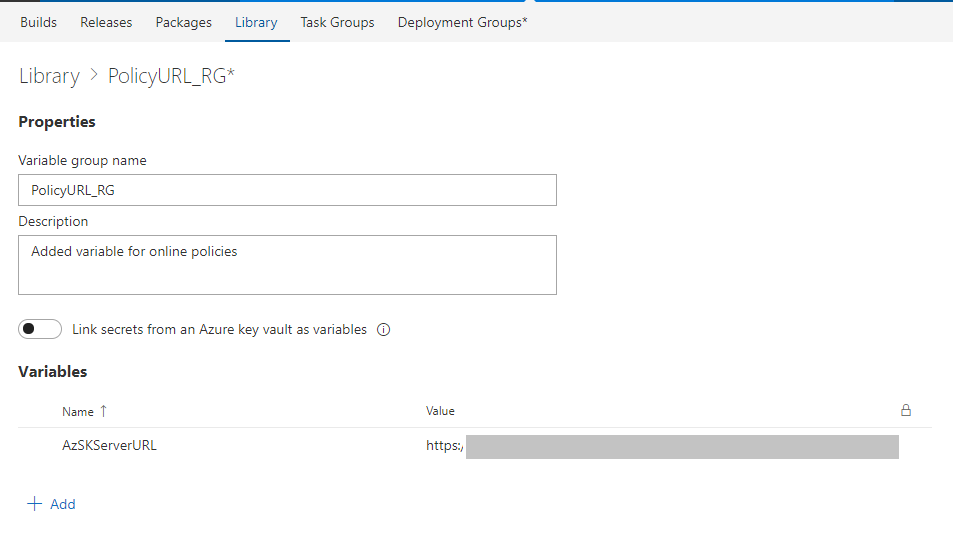 Builds Releases Packages Library Task Groups Deployment Groups*
Library > PolicyURL_RG*
Properties
Variable group name
PolicyURL_RG
Description
Added variable for online policies
Link secrets from an Azure key vault as variables
Variables
Name ↑ Value
AzSKServerURL https:/
+ Add